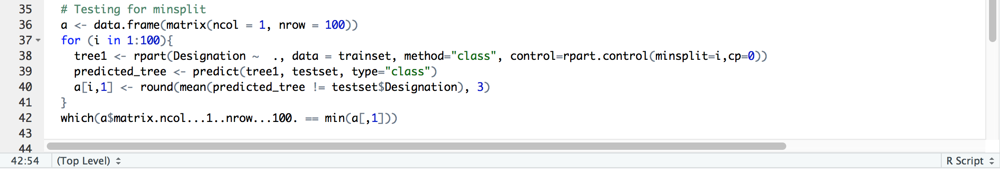 35 # Testing for minsplit
36 a <- data.frame(matrix(ncol = 1, nrow = 100))
37 for (i in 1:100){
38   tree1 <- rpart(Designation ~  ., data = trainset, method="class", control=rpart.control(minsplit=i,cp=0))
39   predicted_tree <- predict(tree1, testset, type="class")
40   a[i,1] <- round(mean(predicted_tree != testset$Designation), 3)
41 }
42 which(a$matrix.ncol...1..nrow...100. == min(a[,1]))
43
44
42:54 (Top Level) R Script